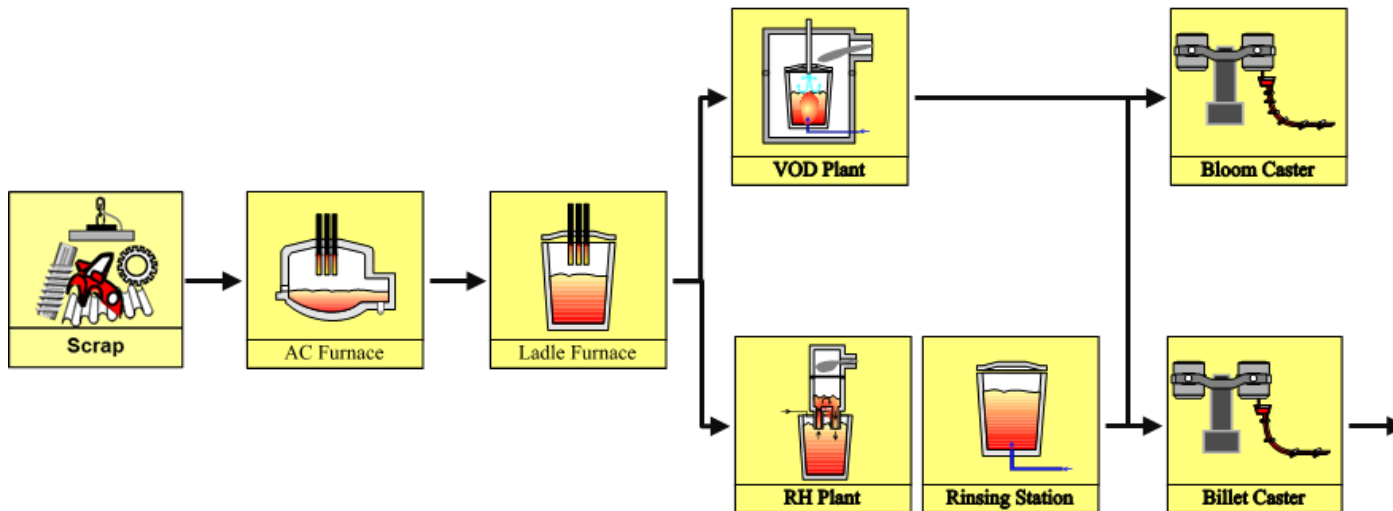 VOD Plant
Bloom Caster
Scrap
AC Furnace
Ladle Furnace
RH Plant
Rinsing Station
Billet Caster